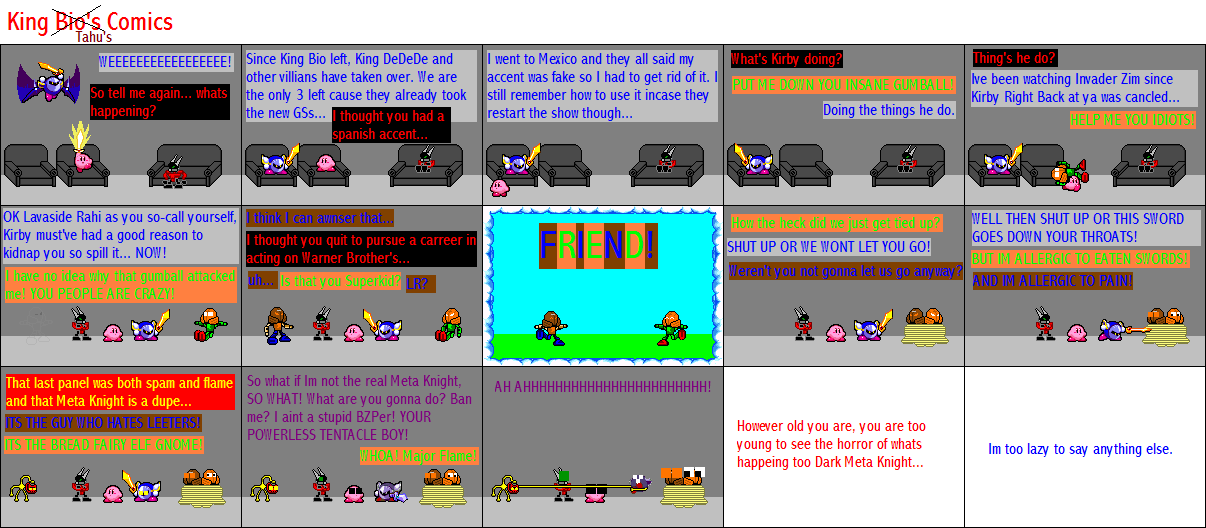 King Bio's Comics
Tahu's
WEEEEEEEEEEEEEEEEE!
So tell me again... whats
happening?
Since King Bio left, King DeDeDe and
other villians have taken over. We are
the only 3 left cause they already took
the new GSs...
I thought you had a
spanish accent...
I went to Mexico and they all said my
accent was fake so I had to get rid of it. I
still remember how to use it incase they
restart the show though...
What's Kirby doing?
PUT ME DOWN YOU INSANE GUMBALL!
Doing the things he do.
Thing's he do?
Ive been watching Invader Zim since
Kirby Right Back at ya was cancled...
HELP ME YOU IDIOTS!
OK Lavaside Rahi as you so-call yourself,
Kirby must've had a good reason to
kidnap you so spill it... NOW!
I have no idea why that gumball attacked
me! YOU PEOPLE ARE CRAZY!
I think I can awnser that...
I thought you quit to pursue a carreer in
acting on Warner Brother's...
uh...
Is that you Superkid?
LR?
FRIEND!
How the heck did we just get tied up?
SHUT UP OR WE WONT LET YOU GO!
Weren't you not gonna let us go anyway?
WELL THEN SHUT UP OR THIS SWORD
GOES DOWN YOUR THROATS!
BUT IM ALLERGIC TO EATEN SWORDS!
AND IM ALLERGIC TO PAIN!
That last panel was both spam and flame
and that Meta Knight is a dupe...
ITS THE GUY WHO HATES LEETERS!
ITS THE BREAD FAIRY ELF GNOME!
So what if Im not the real Meta Knight,
SO WHAT! What are you gonna do? Ban
me? I aint a stupid BZPer! YOUR
POWERLESS TENTACLE BOY!
WHOA! Major Flame!
AH AHHHHHHHHHHHHHHHHHHHHHHH!
However old you are, you are too
young to see the horror of whats
happeing too Dark Meta Knight...
Im too lazy to say anything else.